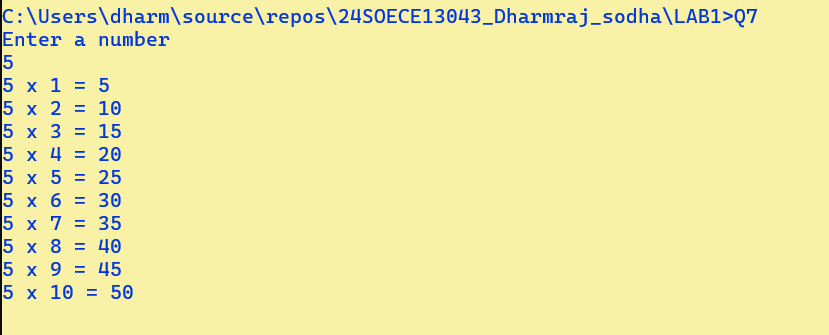 C:\Users\dharm\source\repos\24SOECE13043_Dharmraj_sodha\LAB1>Q7
Enter a number
5
5 x 1 = 5
5 x 2 = 10
5 x 3 = 15
5 x 4 = 20
5 x 5 = 25
5 x 6 = 30
5 x 7 = 35
5 x 8 = 40
5 x 9 = 45
5 x 10 = 50